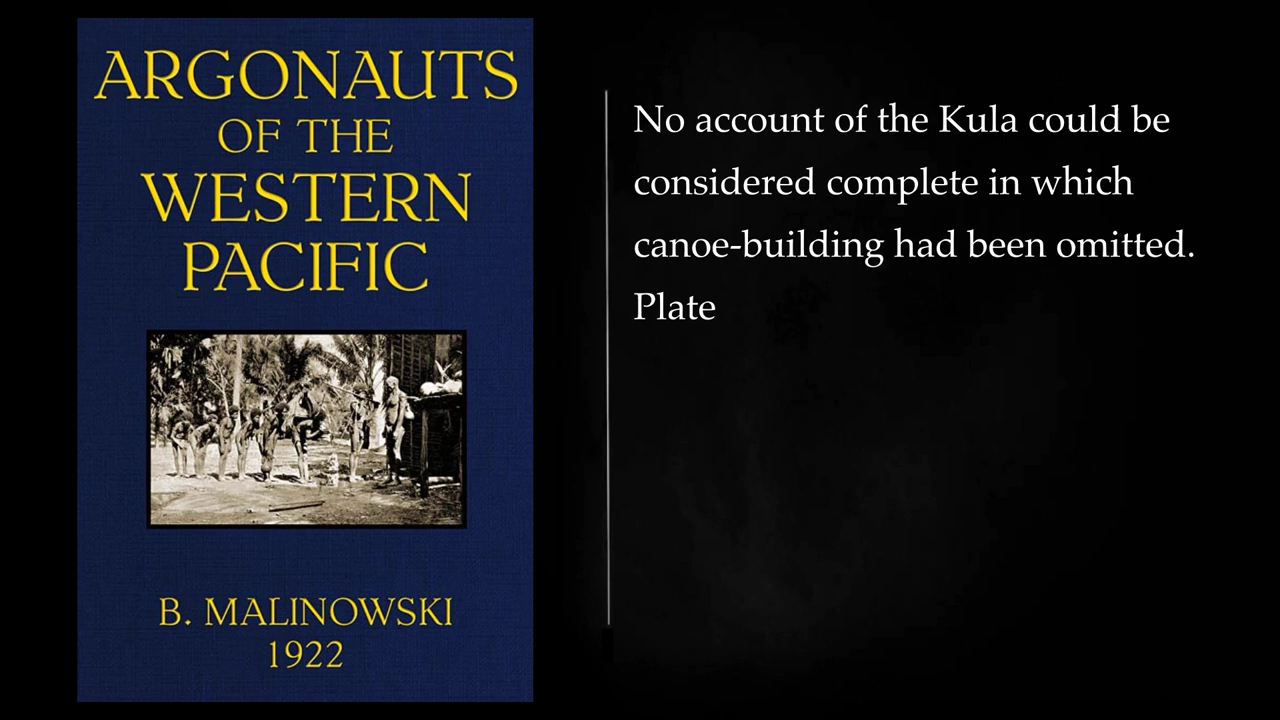 ARGONAUTS
OF THE
WESTERN
PACIFIC
B. MALINOWSKI
1922
No account of the Kula could be
considered complete in which
canoe-building had been omitted.
Plate